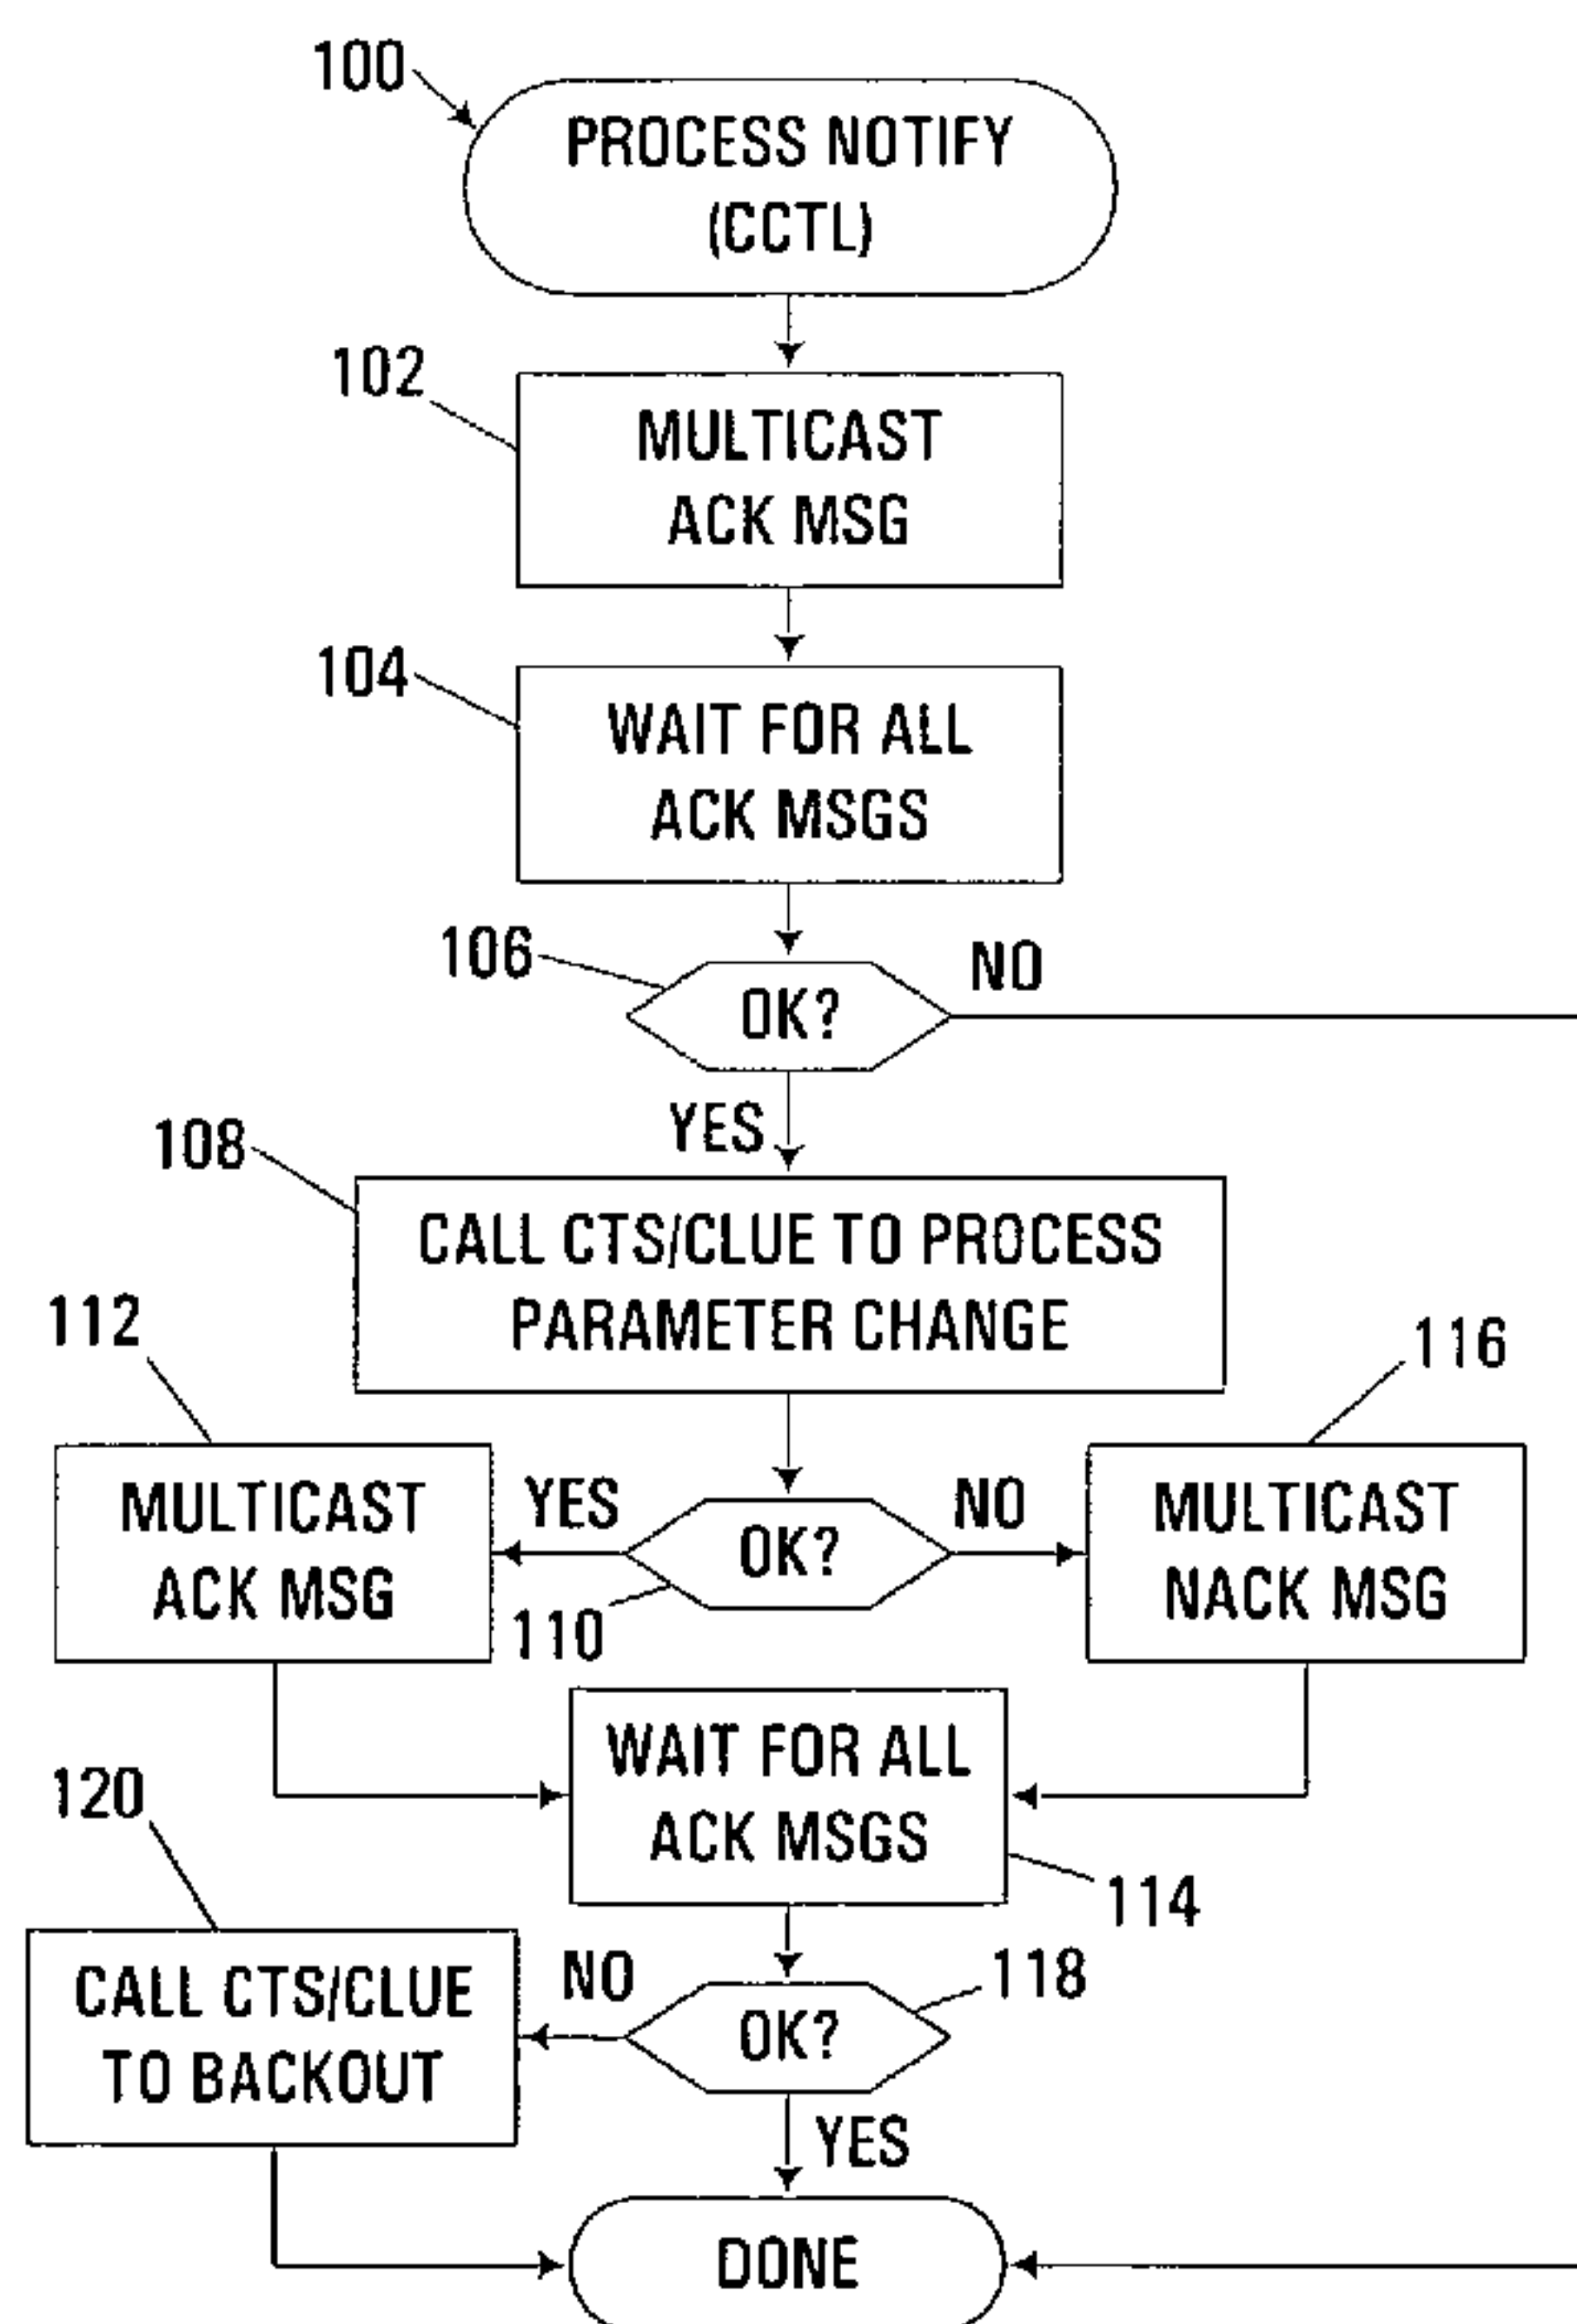 100
PROCESS NOTIFY
(CCTL)
102
MULTICAST
ACK MSG
104
WAIT FOR ALL
ACK MSGS
106
OK?
NO
YES
108
CALL CTS/CLUE TO PROCESS
PARAMETER CHANGE
112
116
MULTICAST
ACK MSG
YES
OK?
NO
MULTICAST
NACK MSG
110
WAIT FOR ALL
ACK MSGS
114
120
CALL CTS/CLUE
TO BACKOUT
NO
OK?
118
YES
DONE